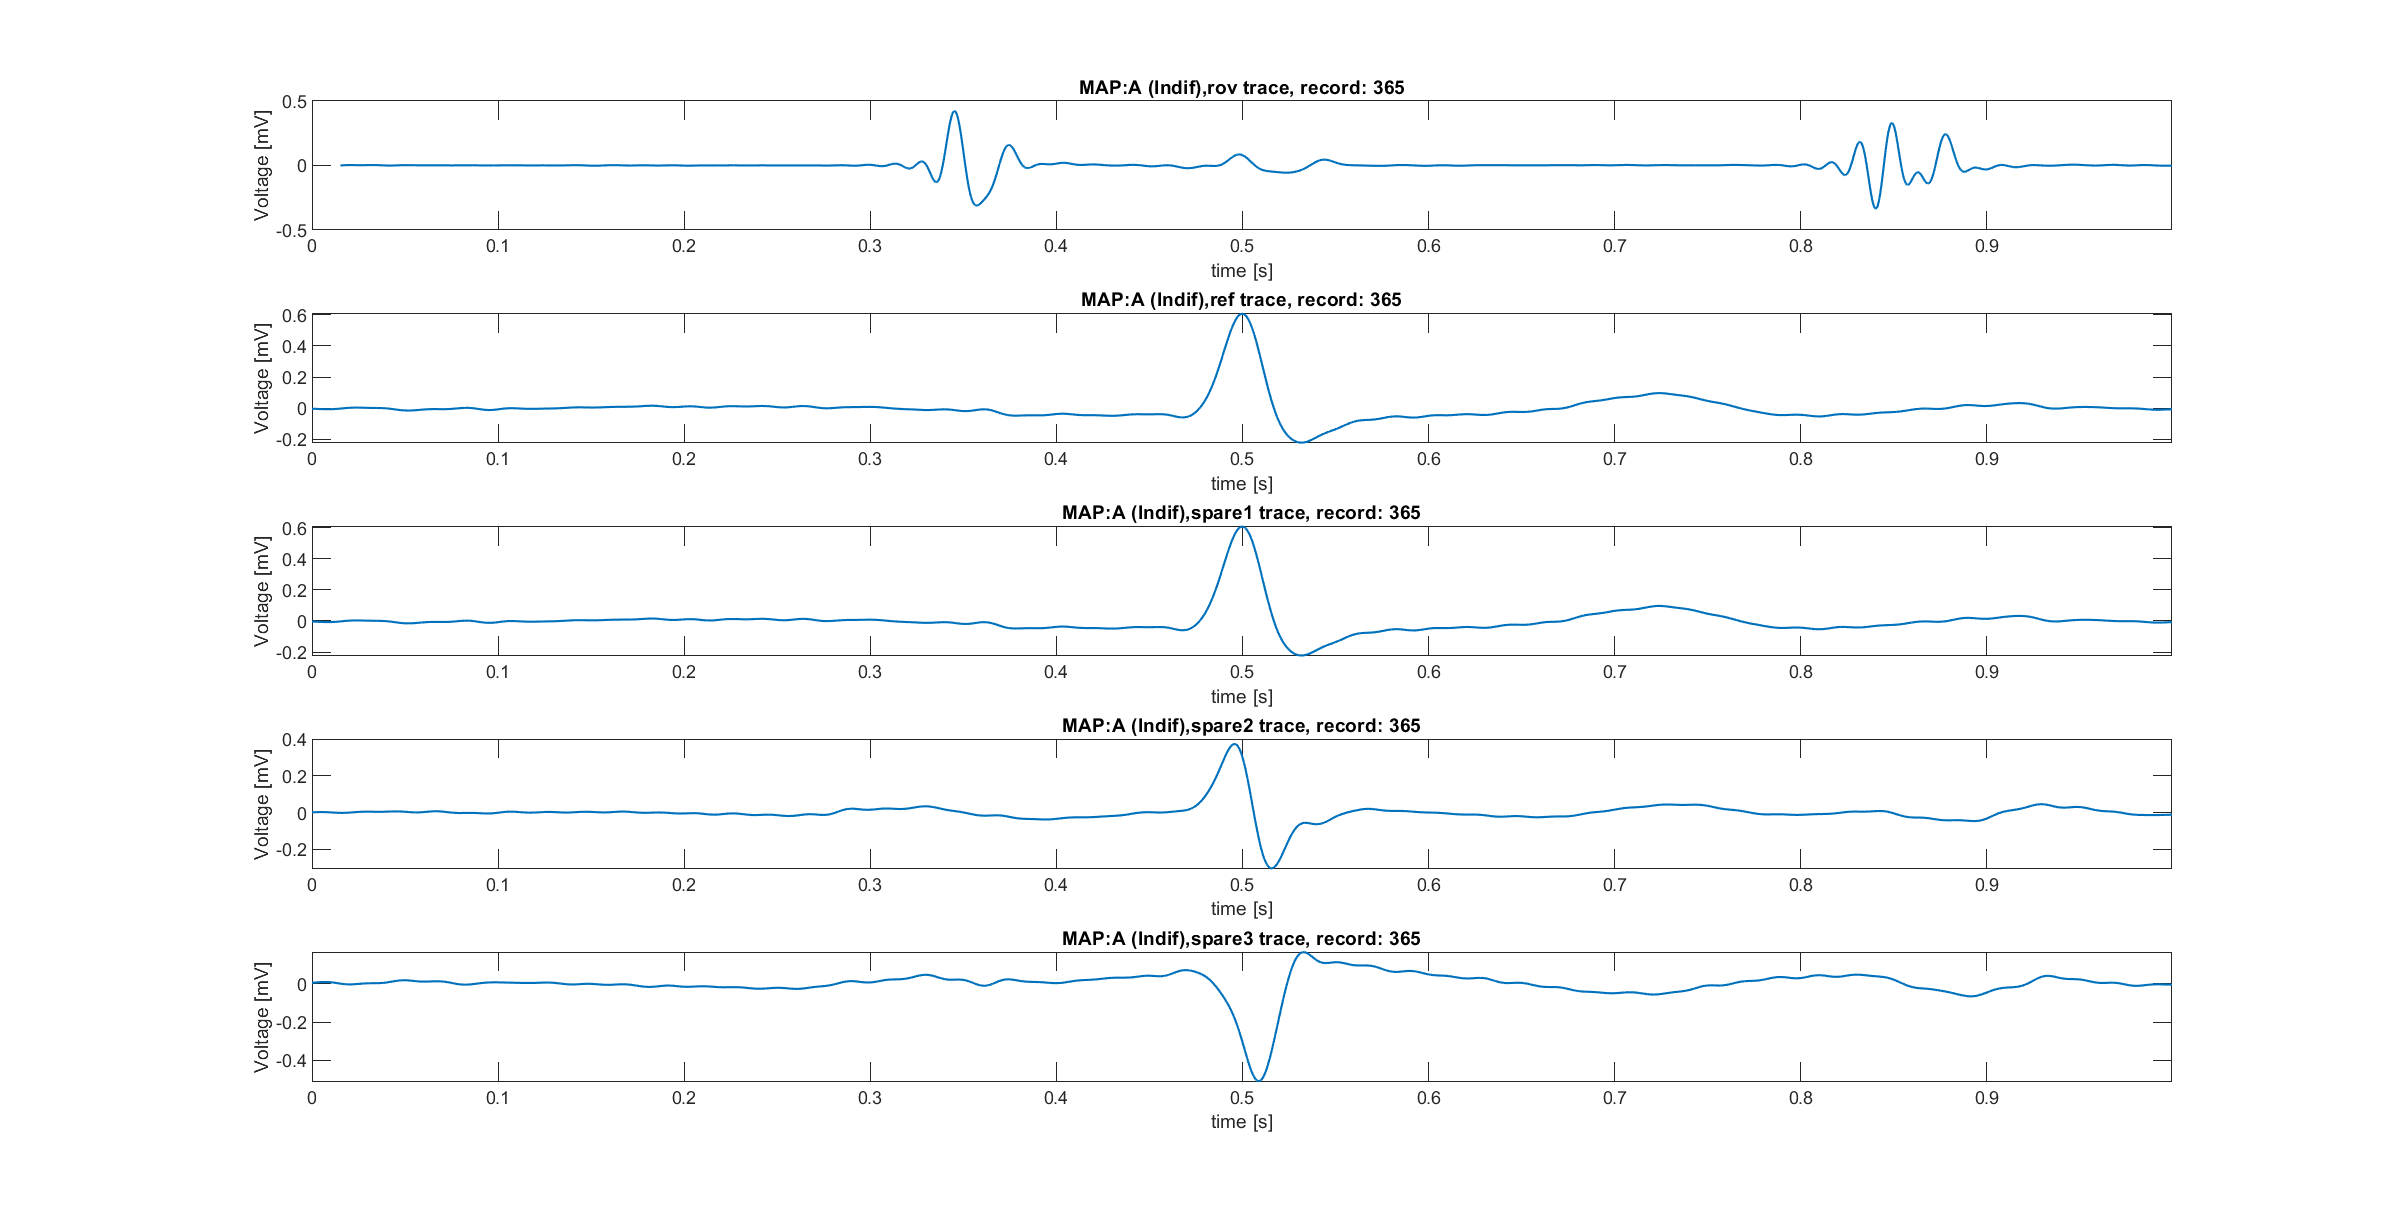 MAP:A (Indif),rov trace, record: 365
Voltage [mV]
0.5
0
-0.5
0 0.1 0.2 0.3 0.4 0.5 0.6 0.7 0.8 0.9
time [s]
MAP:A (Indif),ref trace, record: 365
Voltage [mV]
0.6
0.4
0.2
0
-0.2
0 0.1 0.2 0.3 0.4 0.5 0.6 0.7 0.8 0.9
time [s]
MAP:A (Indif),spare1 trace, record: 365
Voltage [mV]
0.6
0.4
0.2
0
-0.2
0 0.1 0.2 0.3 0.4 0.5 0.6 0.7 0.8 0.9
time [s]
MAP:A (Indif),spare2 trace, record: 365
Voltage [mV]
0.4
0.2
0
-0.2
0 0.1 0.2 0.3 0.4 0.5 0.6 0.7 0.8 0.9
time [s]
MAP:A (Indif),spare3 trace, record: 365
Voltage [mV]
0
-0.2
-0.4
0 0.1 0.2 0.3 0.4 0.5 0.6 0.7 0.8 0.9
time [s]